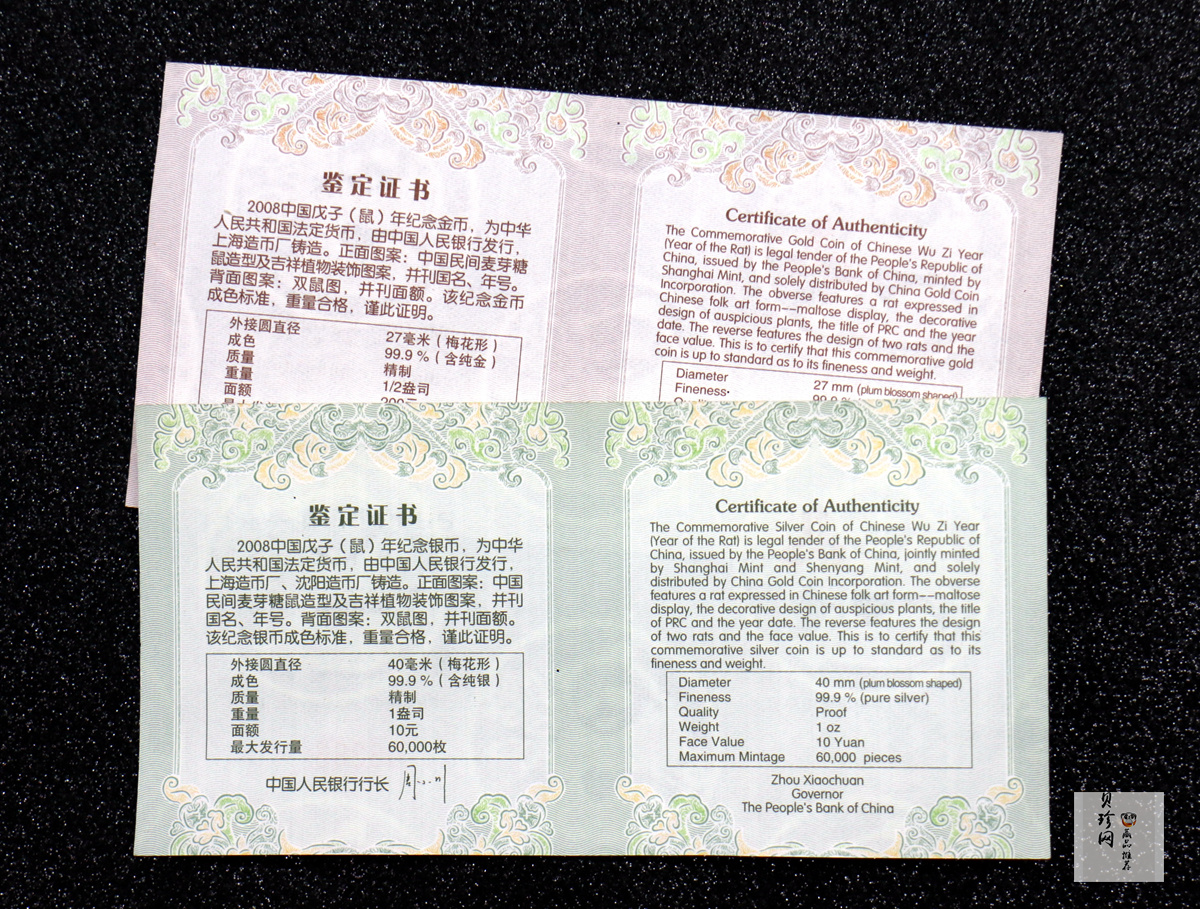 鉴定证书
2008中国戊子（鼠）年纪念金币，为中华
人民共和国法定货币，由中国人民银行发行，
上海造币厂铸造。正面图案：中国民间麦芽糖
鼠造型及吉祥植物装饰图案，并刊国名、年号。
背面图案：双鼠图，并刊面额。该纪念金币
成色标准，重量合格，谨此证明。
外接圆直径 27毫米（梅花形）
成色 99.9％（含纯金）
质量 精制
重量 1/2盎司
面额
Certificate of Authenticity
The Commemorative Gold Coin of Chinese Wu Zi Year
(Year of the Rat) is legal tender of the People's Republic of
China, issued by the People's Bank of China, minted by
Shanghai Mint, and solely distributed by China Gold Coin
Incorporation. The obverse features a rat expressed in
Chinese folk art form––maltose display, the decorative
design of auspicious plants, the title of PRC and the year
date. The reverse features the design of two rats and the
face value. This is to certify that this commemorative gold
coin is up to standard as to its fineness and weight.
Diameter 27 mm (plum blossom shaped)
Fineness
鉴定证书
2008中国戊子（鼠）年纪念银币，为中华
人民共和国法定货币，由中国人民银行发行，
上海造币厂、沈阳造币厂铸造。正面图案：中国
民间麦芽糖鼠造型及吉祥植物装饰图案，并刊
国名、年号。背面图案：双鼠图，并刊面额。
该纪念银币成色标准，重量合格，谨此证明。
外接圆直径 40毫米（梅花形）
成色 99.9％（含纯银）
质量 精制
重量 1盎司
面额 10元
最大发行量 60,000枚
中国人民银行行长
Certificate of Authenticity
The Commemorative Silver Coin of Chinese Wu Zi Year
(Year of the Rat) is legal tender of the People's Republic of
China, issued by the People's Bank of China, jointly minted
by Shanghai Mint and Shenyang Mint, and solely
distributed by China Gold Coin Incorporation. The obverse
features a rat expressed in Chinese folk art form––maltose
display, the decorative design of auspicious plants, the title
of PRC and the year date. The reverse features the design
of two rats and the face value. This is to certify that this
commemorative silver coin is up to standard as to its
fineness and weight.
Diameter 40 mm (plum blossom shaped)
Fineness 99.9 % (pure silver)
Quality Proof
Weight 1 oz
Face Value 10 Yuan
Maximum Mintage 60,000 pieces
Zhou Xiaochuan
Governor
The People's Bank of China
贝珍网
藏品推荐